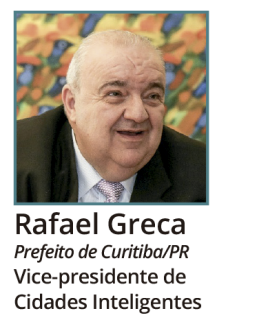 Rafael Greca
Prefeito de Curitiba/PR
Vice-presidente de
Cidades Inteligentes